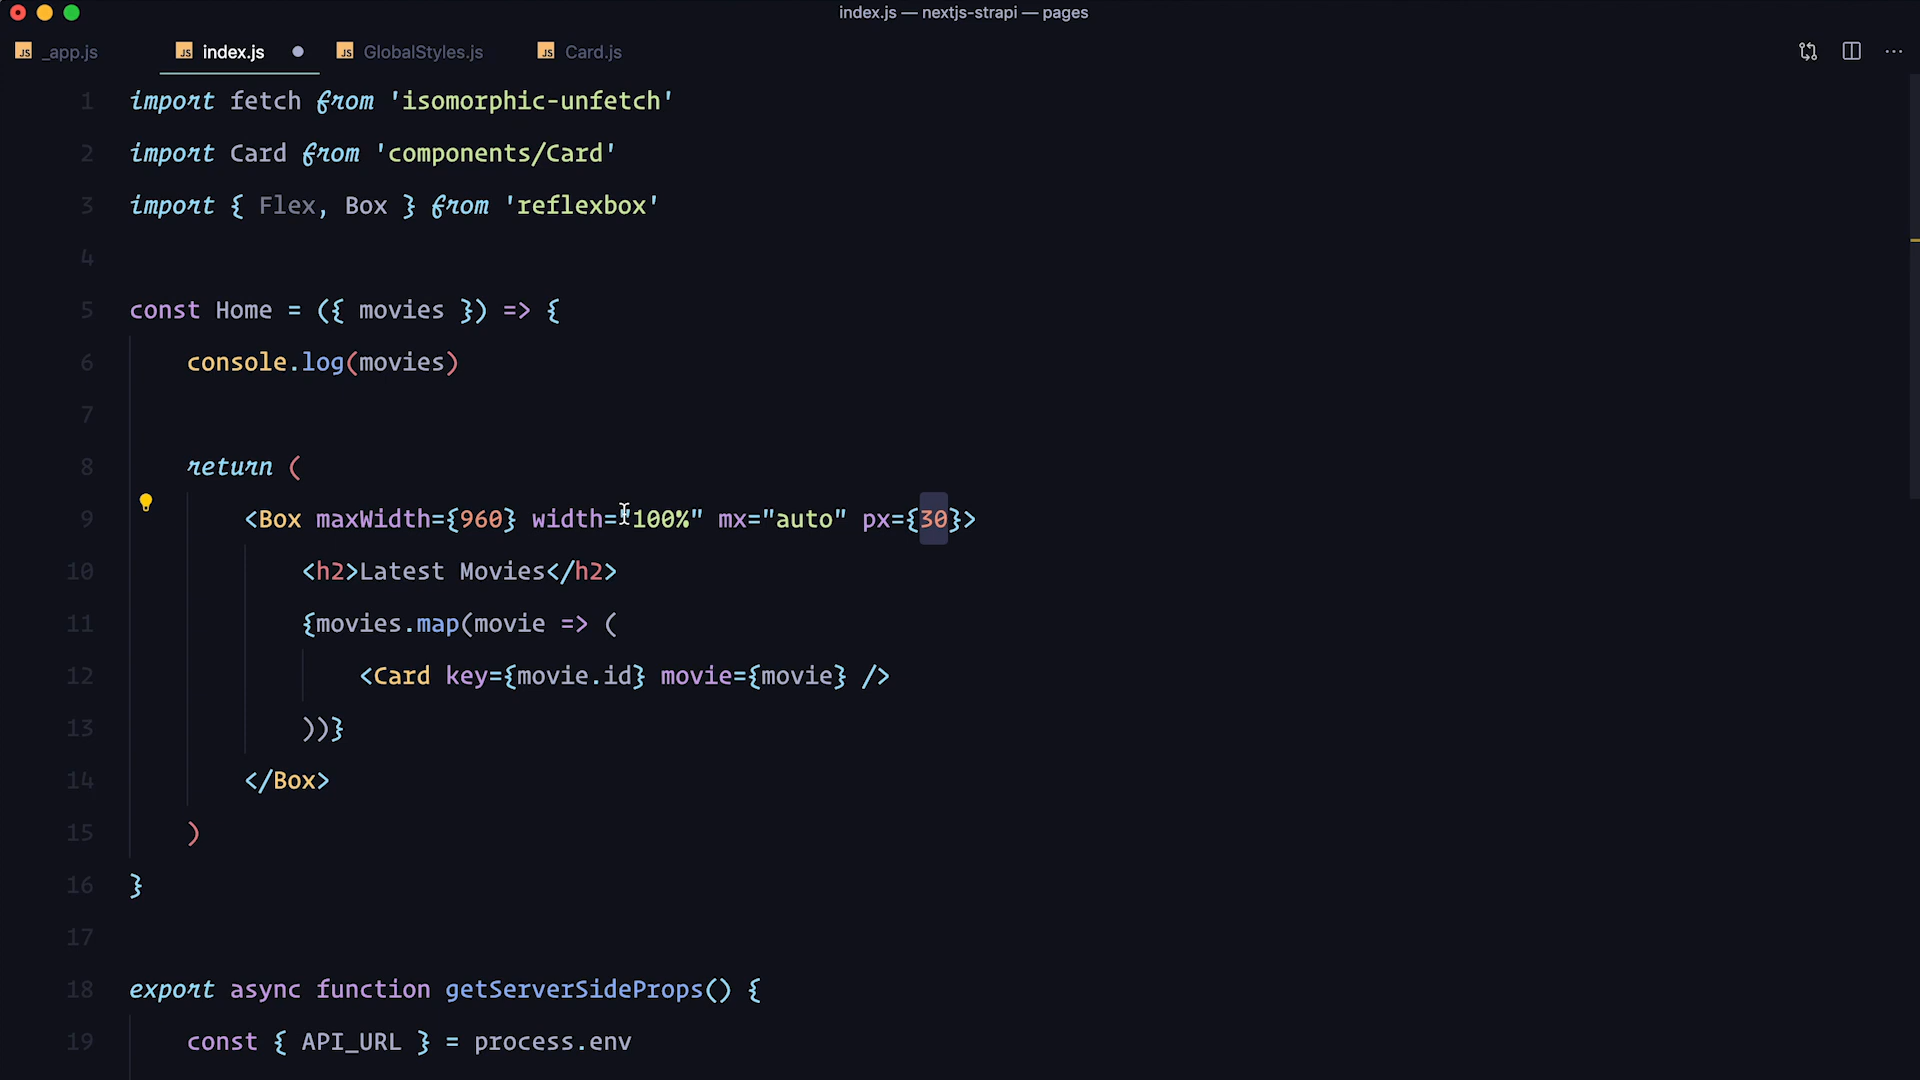 index.js — nextjs-strapi — pages
JS _app.js JS index.js JS GlobalStyles.js JS Card.js
1 import fetch from 'isomorphic-unfetch'
2 import Card from 'components/Card'
3 import { Flex, Box } from 'reflexbox'
4
5 const Home = ({ movies }) => {
6 console.log(movies)
7
8 return (
9 <Box maxWidth={960} width="100%" mx="auto" px={30}>
10 <h2>Latest Movies</h2>
11 {movies.map(movie => (
12 <Card key={movie.id} movie={movie} />
13 ))}
14 </Box>
15 )
16 }
17
18 export async function getServerSideProps() {
19 const { API_URL } = process.env